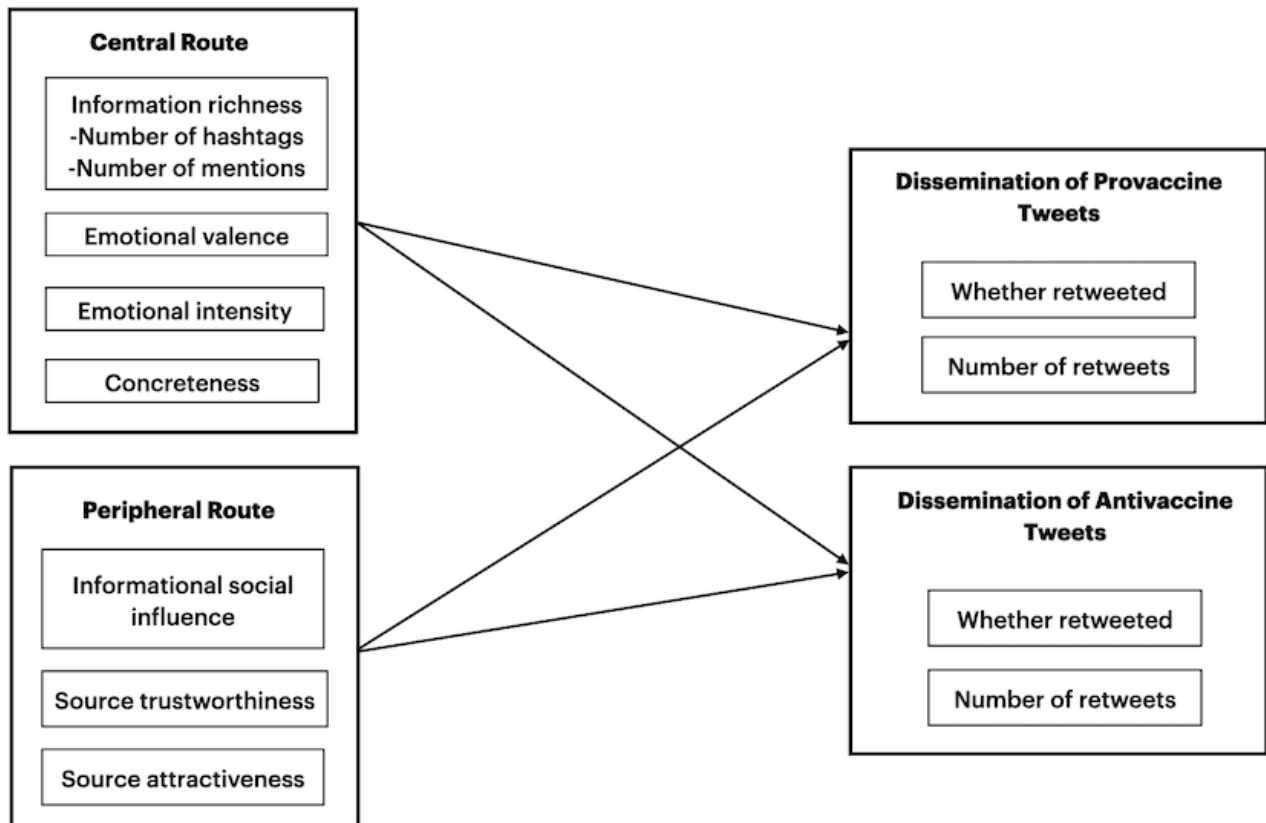 Central Route
Information richness
-Number of hashtags
-Number of mentions
Emotional valence
Emotional intensity
Concreteness
Peripheral Route
Informational social
influence
Source trustworthiness
Source attractiveness
Dissemination of Provaccine
Tweets
Whether retweeted
Number of retweets
Dissemination of Antivaccine
Tweets
Whether retweeted
Number of retweets